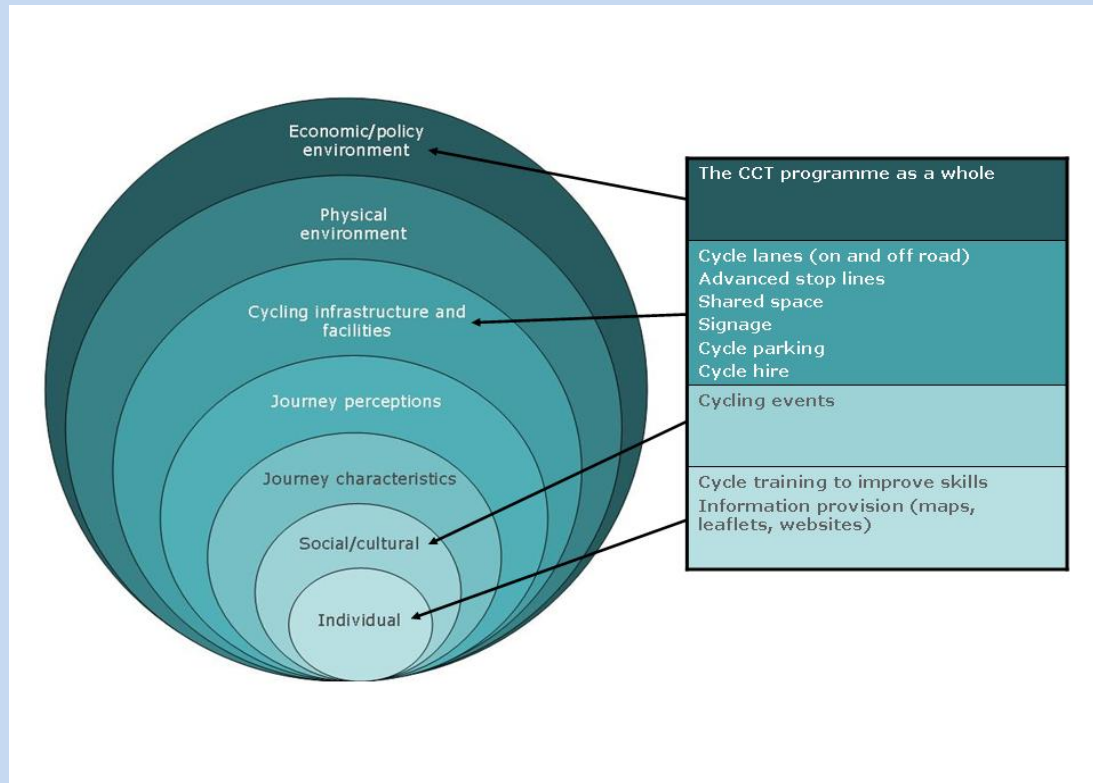 Economic/policy
environment
Physical
environment
Cycling infrastructure and
facilities
Journey perceptions
Journey characteristics
Social/cultural
Individual
The CCT programme as a whole
Cycle lanes (on and off road)
Advanced stop lines
Shared space
Signage
Cycle parking
Cycle hire
Cycling events
Cycle training to improve skills
Information provision (maps,
leaflets, websites)